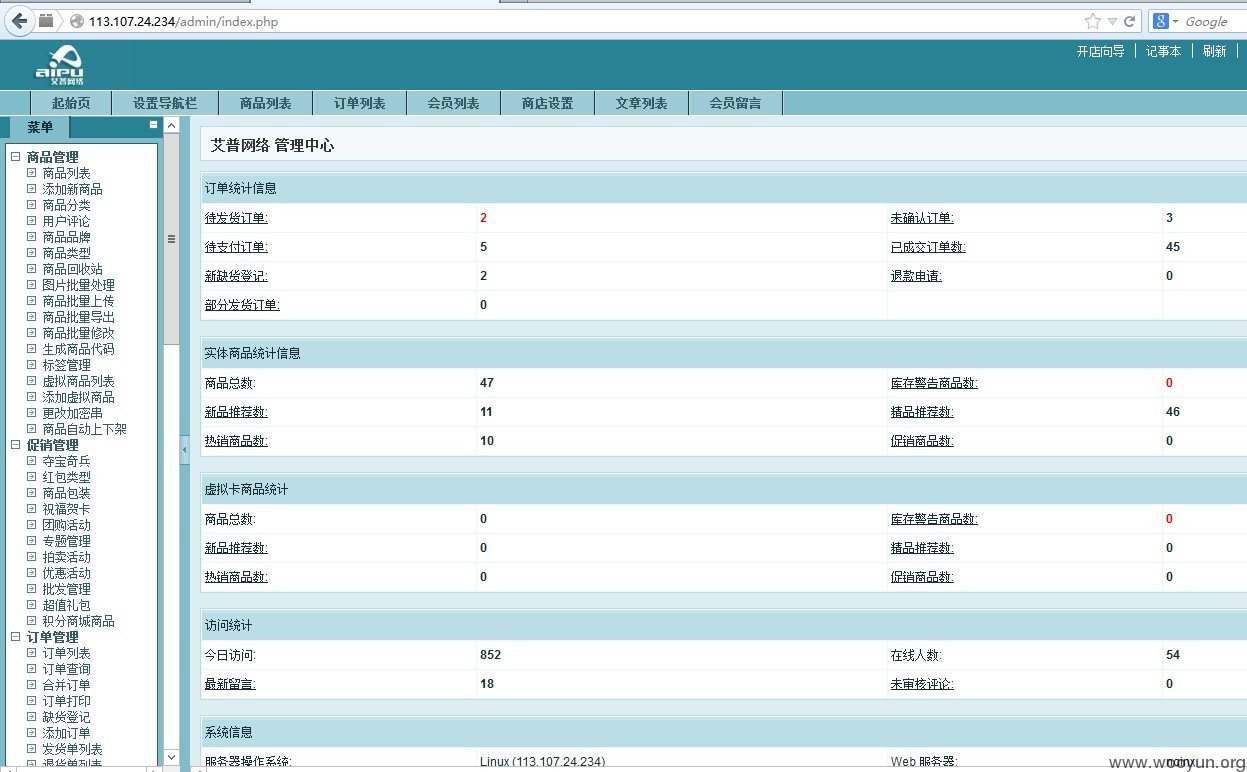 113.107.24.234/admin/index.php
Google
aipu
艾普网络
开店向导 记事本 刷新
起始页 设置导航栏 商品列表 订单列表 会员列表 商店设置 文章列表 会员留言
菜单
商品管理
商品列表
添加新商品
商品分类
用户评论
商品品牌
商品类型
商品回收站
图片批量处理
商品批量上传
商品批量导出
商品批量修改
生成商品代码
标签管理
虚拟商品列表
添加虚拟商品
更改加密串
商品自动上下架
促销管理
夺宝奇兵
红包类型
商品包装
祝福贺卡
团购活动
专题管理
拍卖活动
优惠活动
批发管理
超值礼包
积分商城商品
订单管理
订单列表
订单查询
合并订单
订单打印
缺货登记
添加订单
发货单列表
退货单列表
艾普网络 管理中心
订单统计信息
待发货订单: 2 未确认订单: 3
待支付订单: 5 已成交订单数: 45
新缺货登记: 2 退款申请: 0
部分发货订单: 0
实体商品统计信息
商品总数: 47 库存警告商品数: 0
新品推荐数: 11 精品推荐数: 46
热销商品数: 10 促销商品数: 0
虚拟卡商品统计
商品总数: 0 库存警告商品数: 0
新品推荐数: 0 精品推荐数: 0
热销商品数: 0 促销商品数: 0
访问统计
今日访问: 852 在线人数: 54
最新留言: 18 未审核评论: 0
系统信息
服务器操作系统: Linux (113.107.24.234) Web 服务器:
www.wooyun.org